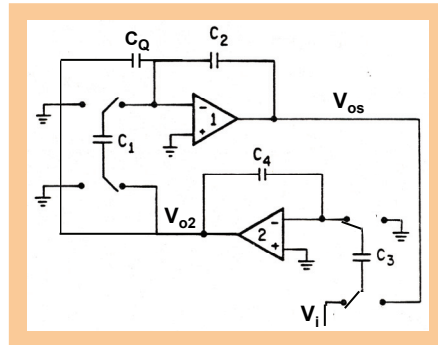 CQ C2
- 1 +
C1
Vos
C4
Vo2
- 2 +
C3
Vi